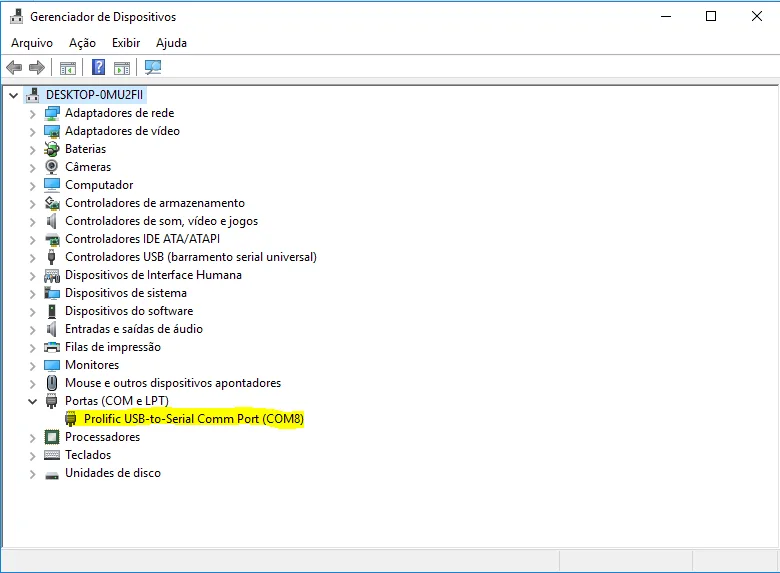 Gerenciador de Dispositivos
Arquivo Ação Exibir Ajuda
DESKTOP-0MU2FII
Adaptadores de rede
Adaptadores de vídeo
Baterias
Câmeras
Computador
Controladores de armazenamento
Controladores de som, vídeo e jogos
Controladores IDE ATA/ATAPI
Controladores USB (barramento serial universal)
Dispositivos de Interface Humana
Dispositivos de sistema
Dispositivos do software
Entradas e saídas de áudio
Filas de impressão
Monitores
Mouse e outros dispositivos apontadores
Portas (COM e LPT)
Prolific USB-to-Serial Comm Port (COM8)
Processadores
Teclados
Unidades de disco